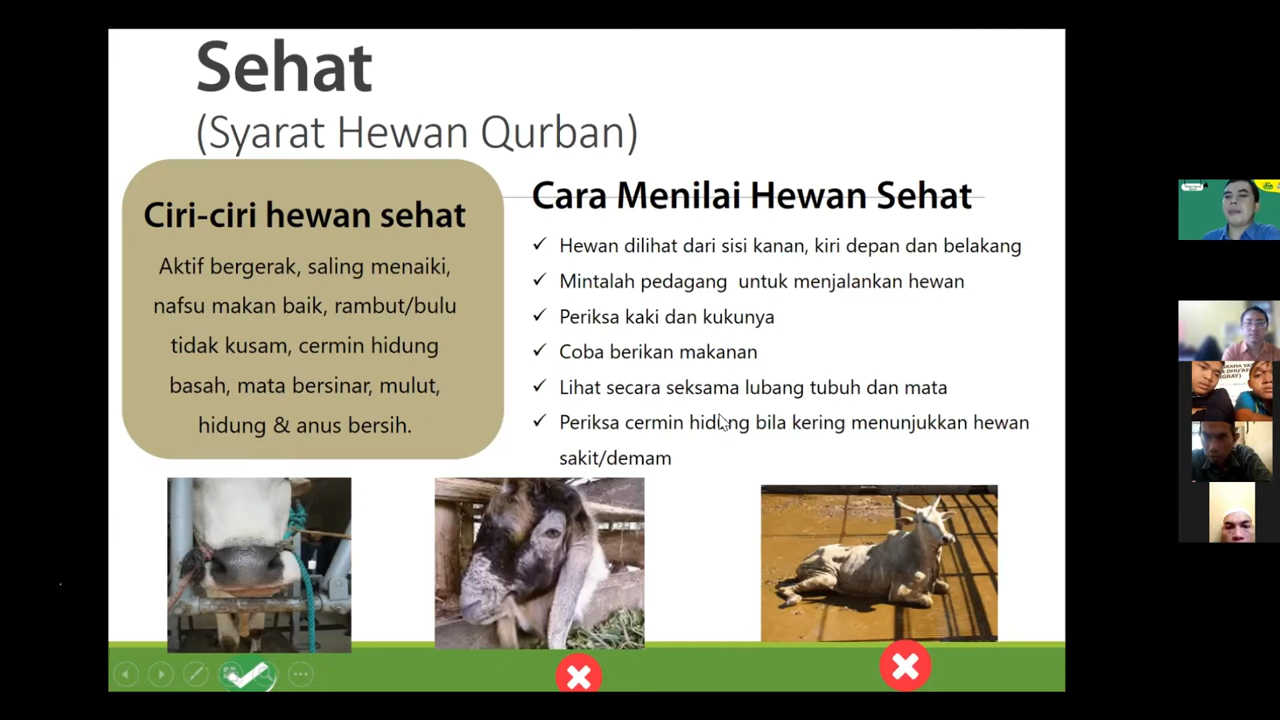 Sehat
(Syarat Hewan Qurban)
Ciri-ciri hewan sehat
Aktif bergerak, saling menaiki,
nafsu makan baik, rambut/bulu
tidak kusam, cermin hidung
basah, mata bersinar, mulut,
hidung & anus bersih.
Cara Menilai Hewan Sehat
✓ Hewan dilihat dari sisi kanan, kiri depan dan belakang
✓ Mintalah pedagang untuk menjalankan hewan
✓ Periksa kaki dan kukunya
✓ Coba berikan makanan
✓ Lihat secara seksama lubang tubuh dan mata
✓ Periksa cermin hidung bila kering menunjukkan hewan
sakit/demam